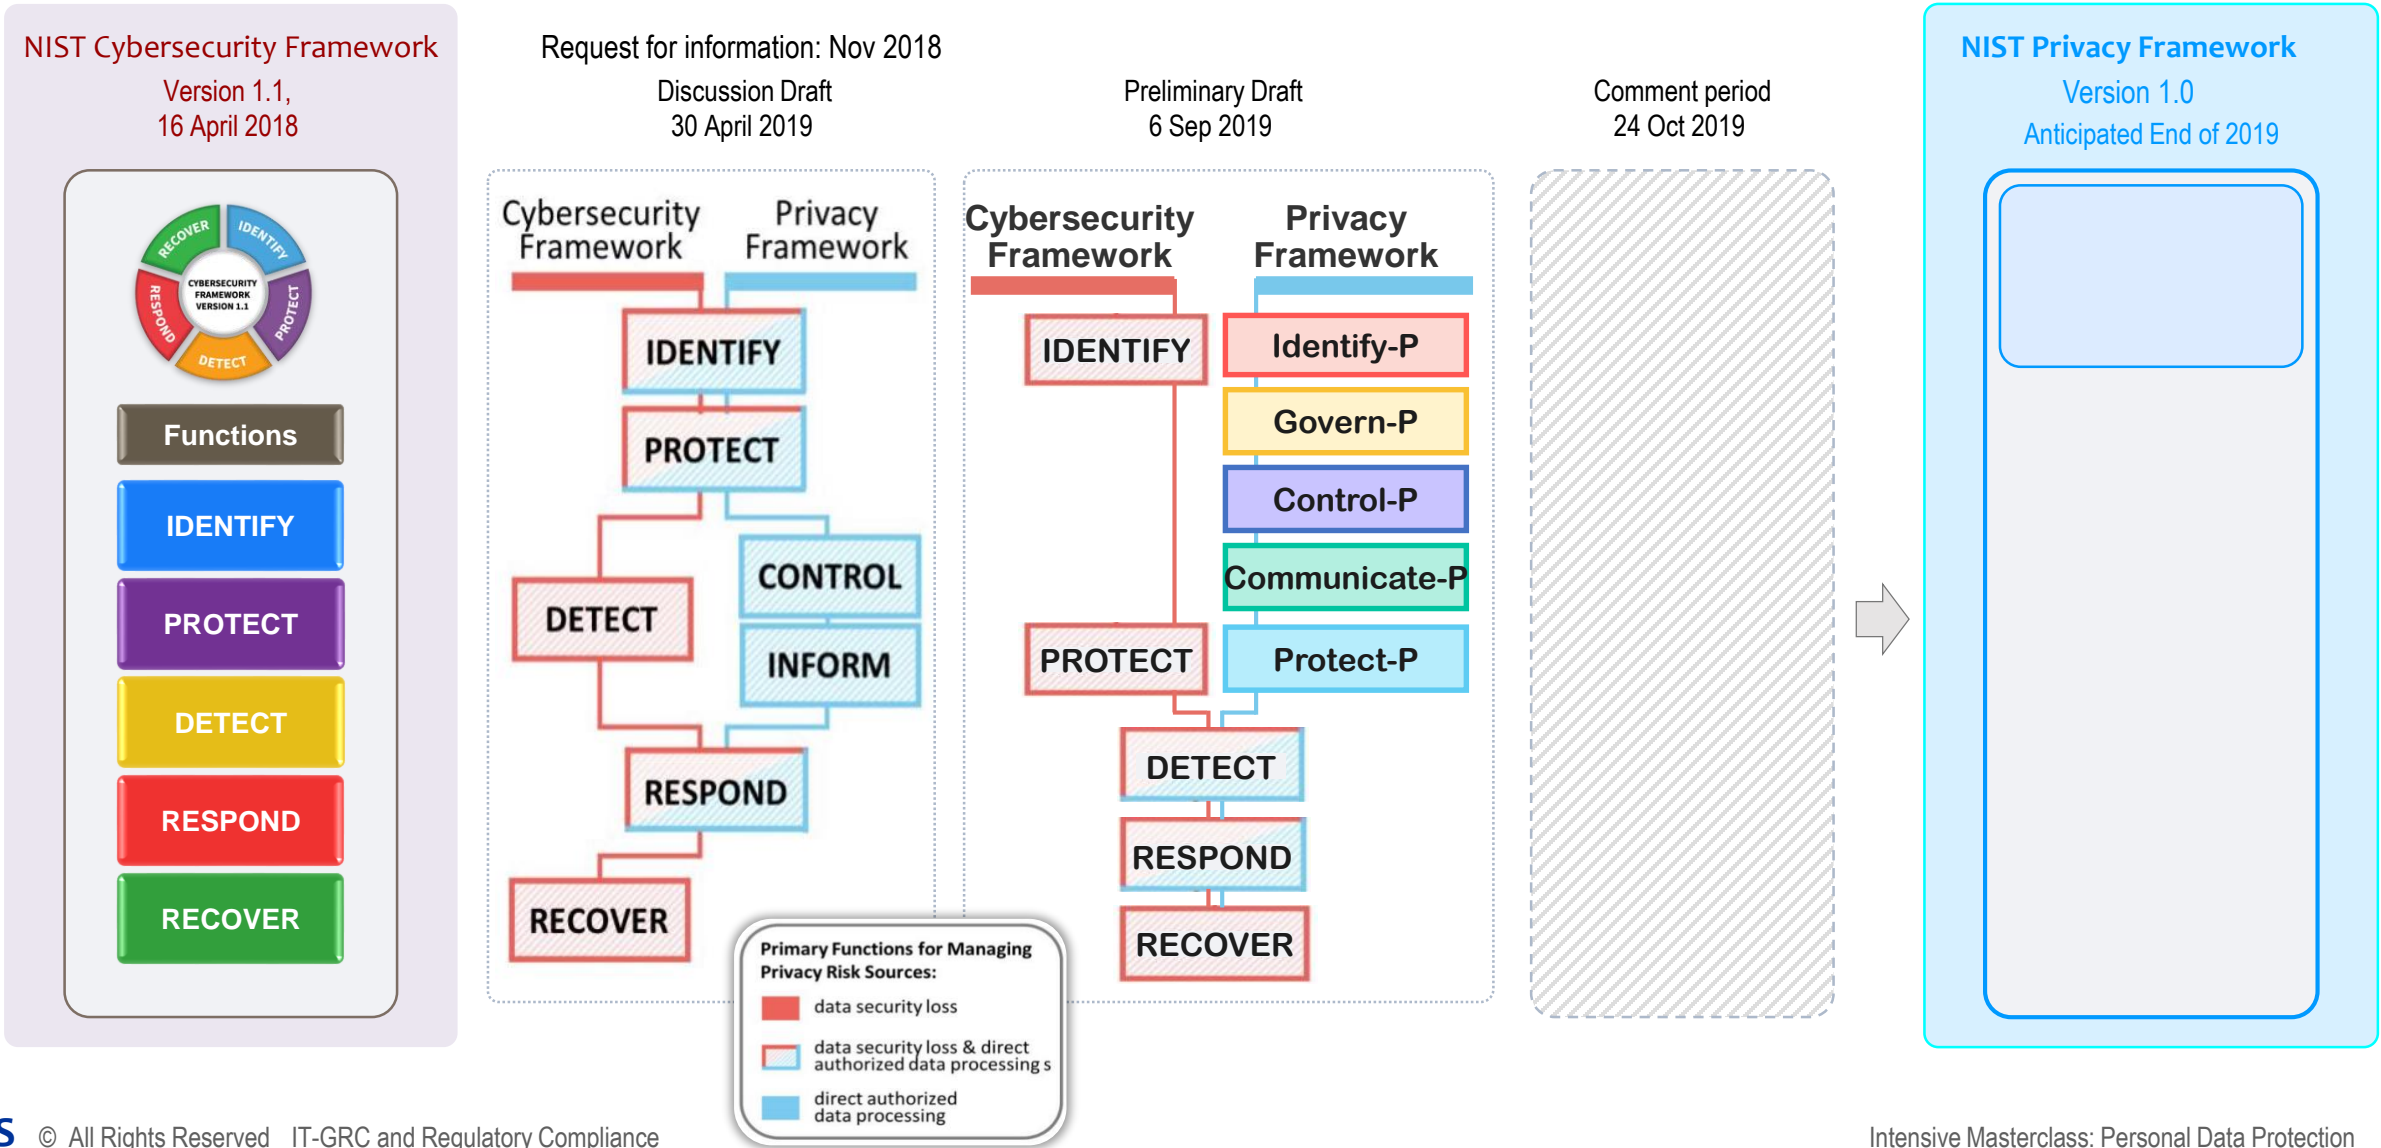 NIST Cybersecurity Framework
Version 1.1,
16 April 2018
RECOVER
IDENTIFY
PROTECT
DETECT
RESPOND
CYBERSECURITY
FRAMEWORK
VERSION 1.1
Functions
IDENTIFY
PROTECT
DETECT
RESPOND
RECOVER
Request for information: Nov 2018
Discussion Draft
30 April 2019
Cybersecurity
Framework
Privacy
Framework
IDENTIFY
PROTECT
CONTROL
DETECT
INFORM
RESPOND
RECOVER
Preliminary Draft
6 Sep 2019
Cybersecurity
Framework
Privacy
Framework
IDENTIFY
Identify-P
Govern-P
Control-P
Communicate-P
PROTECT
Protect-P
DETECT
RESPOND
RECOVER
Primary Functions for Managing
Privacy Risk Sources:
data security loss
data security loss & direct
authorized data processing s
direct authorized
data processing
Comment period
24 Oct 2019
NIST Privacy Framework
Version 1.0
Anticipated End of 2019
S © All Rights Reserved IT-GRC and Regulatory Compliance
Intensive Masterclass: Personal Data Protection